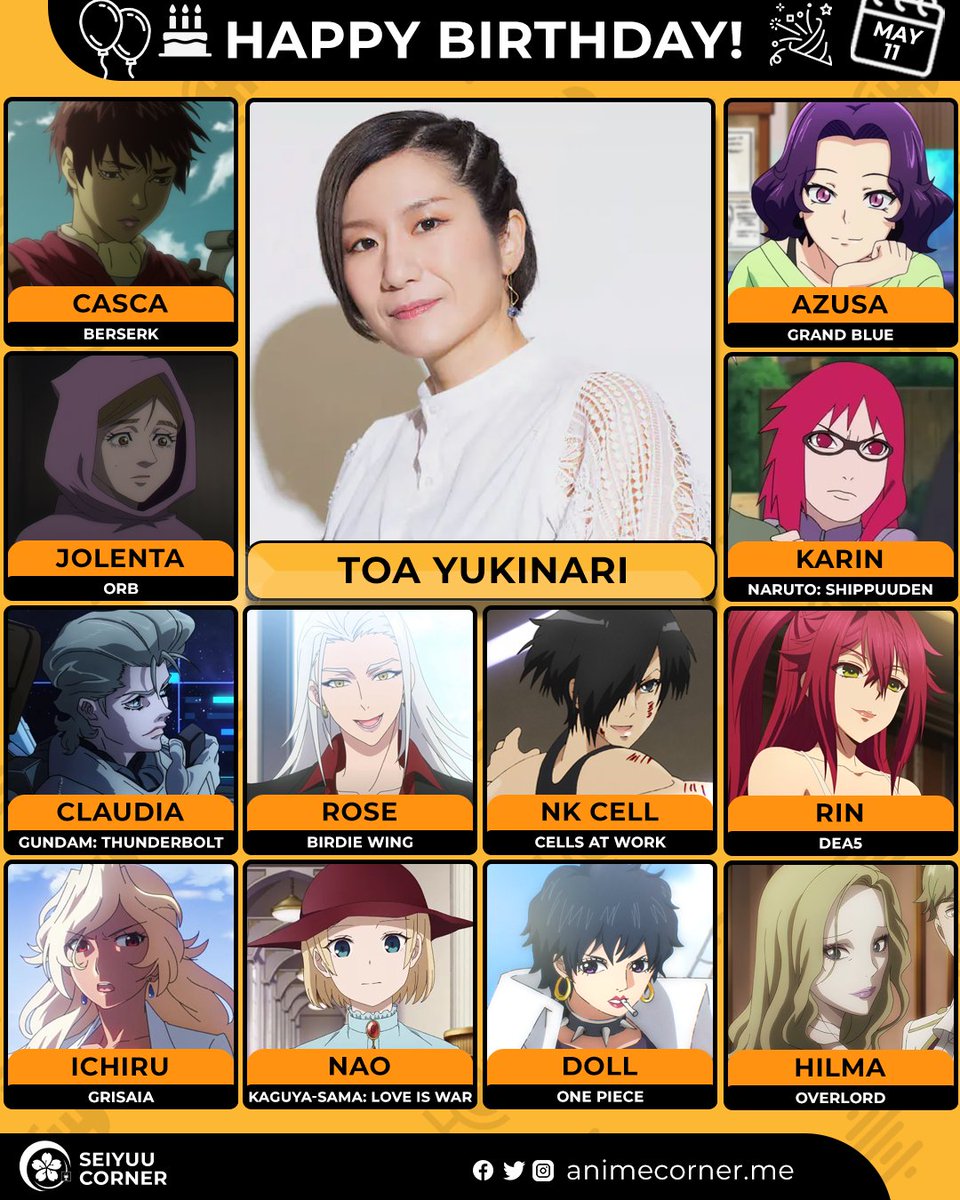 HAPPY BIRTHDAY!
MAY
11
CASCA
BERSERK
AZUSA
GRAND BLUE
JOLENTA
ORB
TOA YUKINARI
KARIN
NARUTO: SHIPPUUDEN
CLAUDIA
GUNDAM: THUNDERBOLT
ROSE
BIRDIE WING
NK CELL
CELLS AT WORK
RIN
DEA5
ICHIRU
GRISAIA
NAO
KAGUYA-SAMA: LOVE IS WAR
DOLL
ONE PIECE
HILMA
OVERLORD
SEIYUU
CORNER
animecorner.me